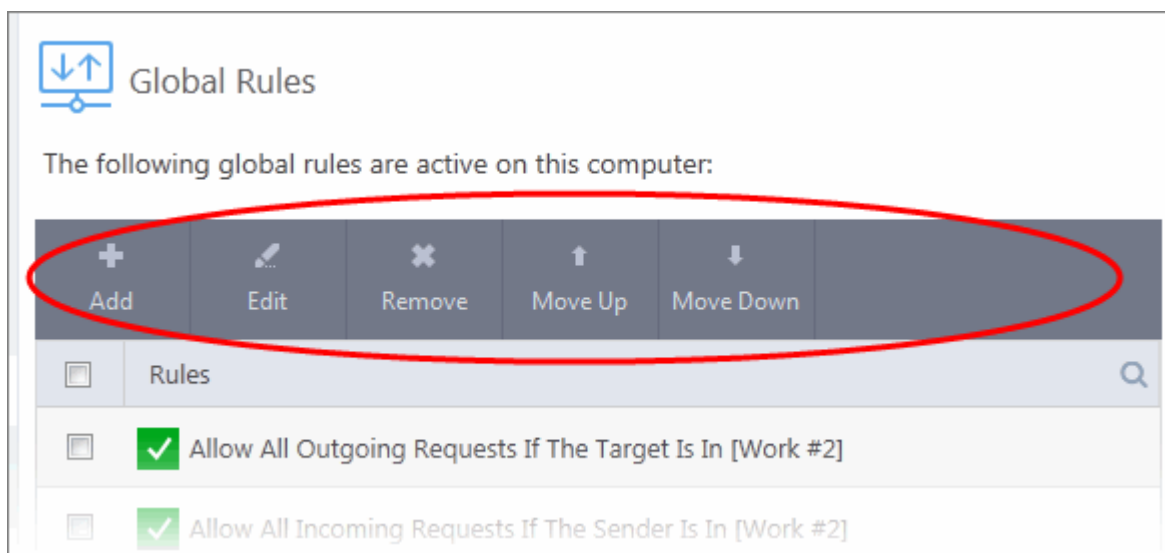 Global Rules
The following global rules are active on this computer:
Add Edit Remove Move Up Move Down
Rules
Allow All Outgoing Requests If The Target Is In [Work #2]
Allow All Incoming Requests If The Sender Is In [Work #2]